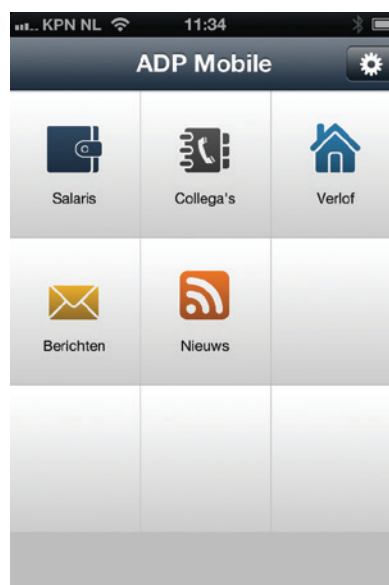 KPN NL 11:34
ADP Mobile
Salaris Collega's Verlof
Berichten Nieuws